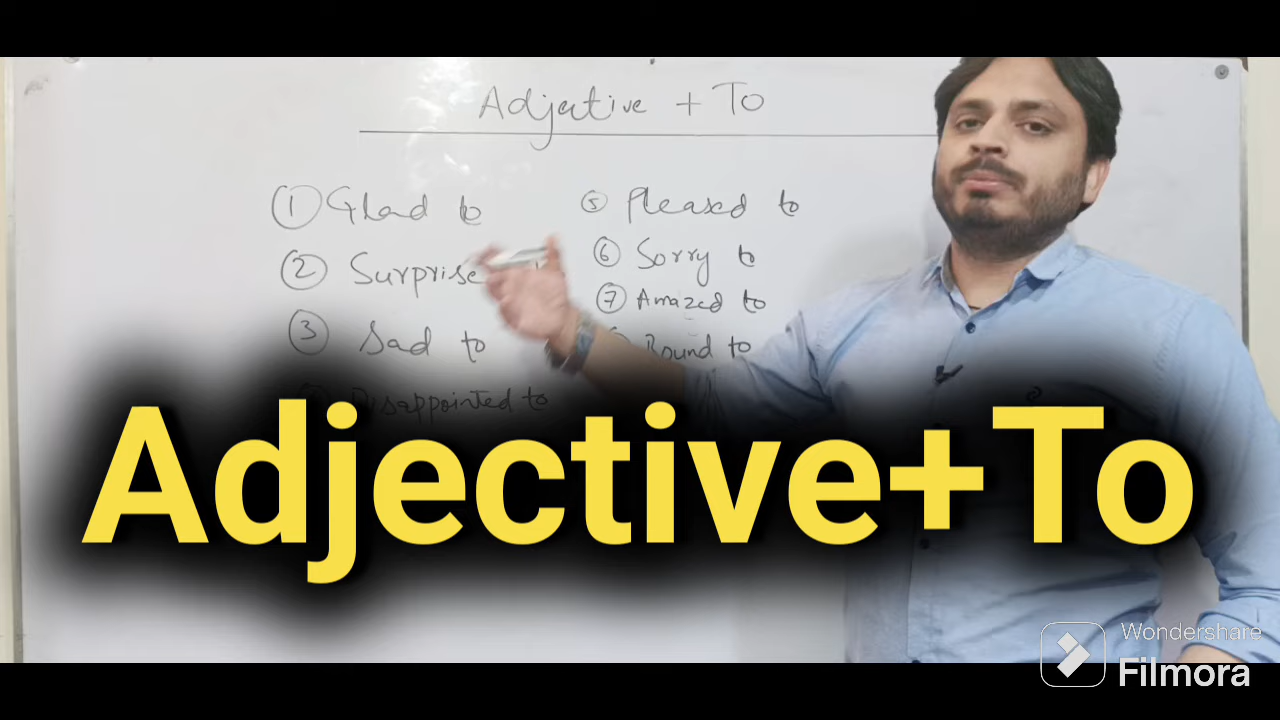 Adjective + To
① Glad to
② Surprise
③ Sad to
Disappointed to
⑤ Pleased to
⑥ Sorry to
⑦ Amazed to
Bound to
Adjective+To
Wondershare
Filmora